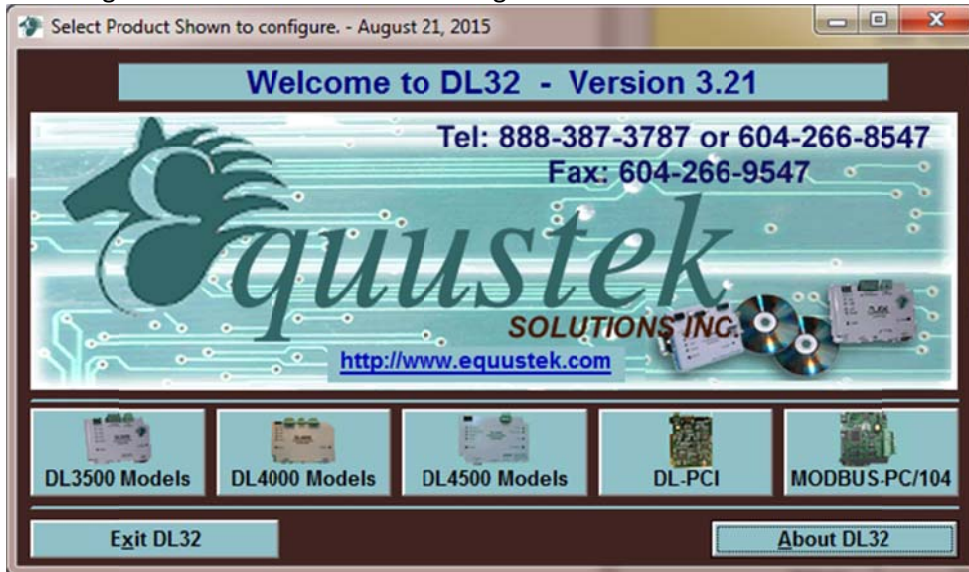 Select Product Shown to configure. - August 21, 2015
Welcome to DL32 - Version 3.21
Tel: 888-387-3787 or 604-266-8547
Fax: 604-266-9547
Equustek
SOLUTIONS INC.
http://www.equustek.com
DL3500 Models
DL4000 Models
DL4500 Models
DL-PCI
MODBUS-PC/104
Exit DL32
About DL32